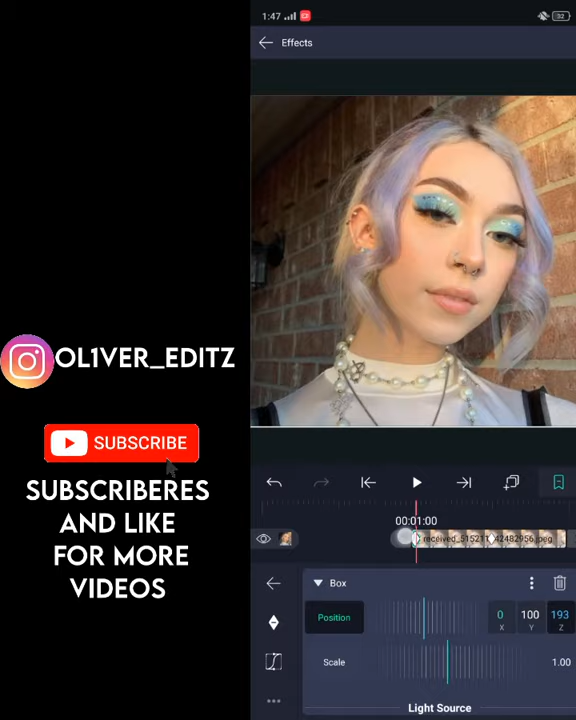 1:47
32
Effects
OL1VER_EDITZ
SUBSCRIBE
SUBSCRIBERES
AND LIKE
FOR MORE
VIDEOS
00:01:00
Box
Position
0
100
193
X
Y
Z
Scale
1.00
Light Source